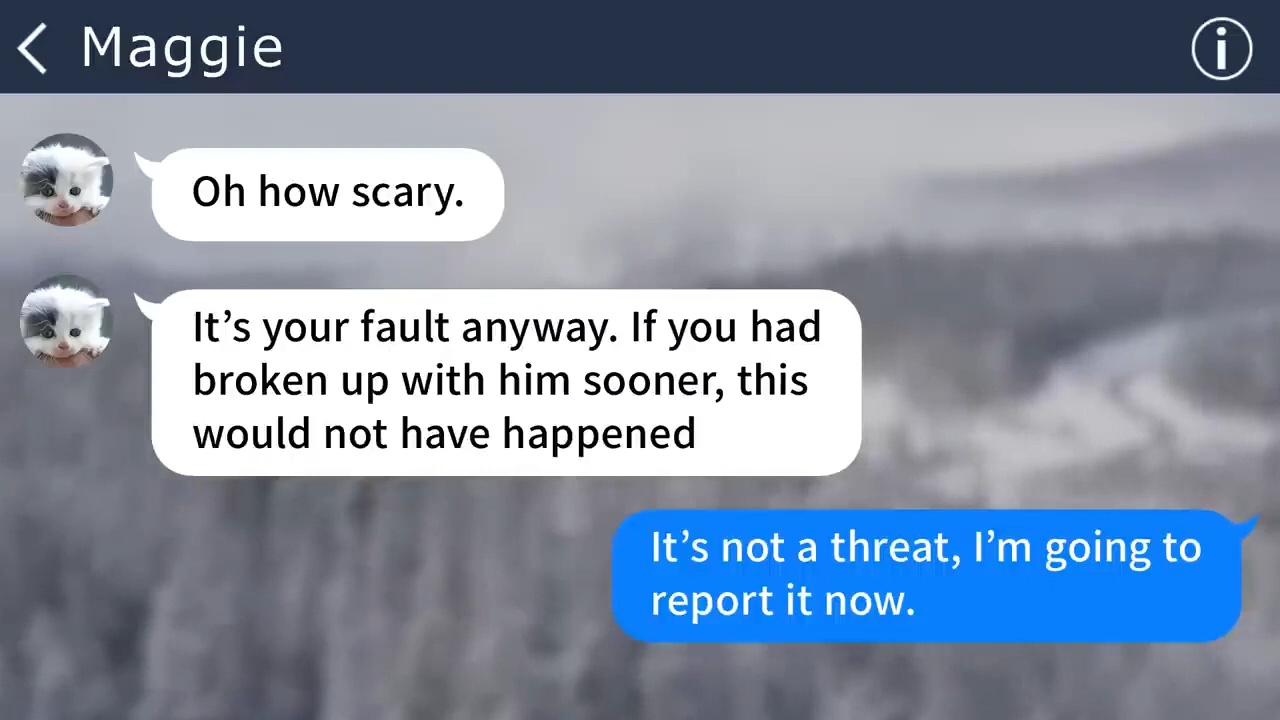 Maggie
Oh how scary.
It’s your fault anyway. If you had
broken up with him sooner, this
would not have happened
It’s not a threat, I’m going to
report it now.